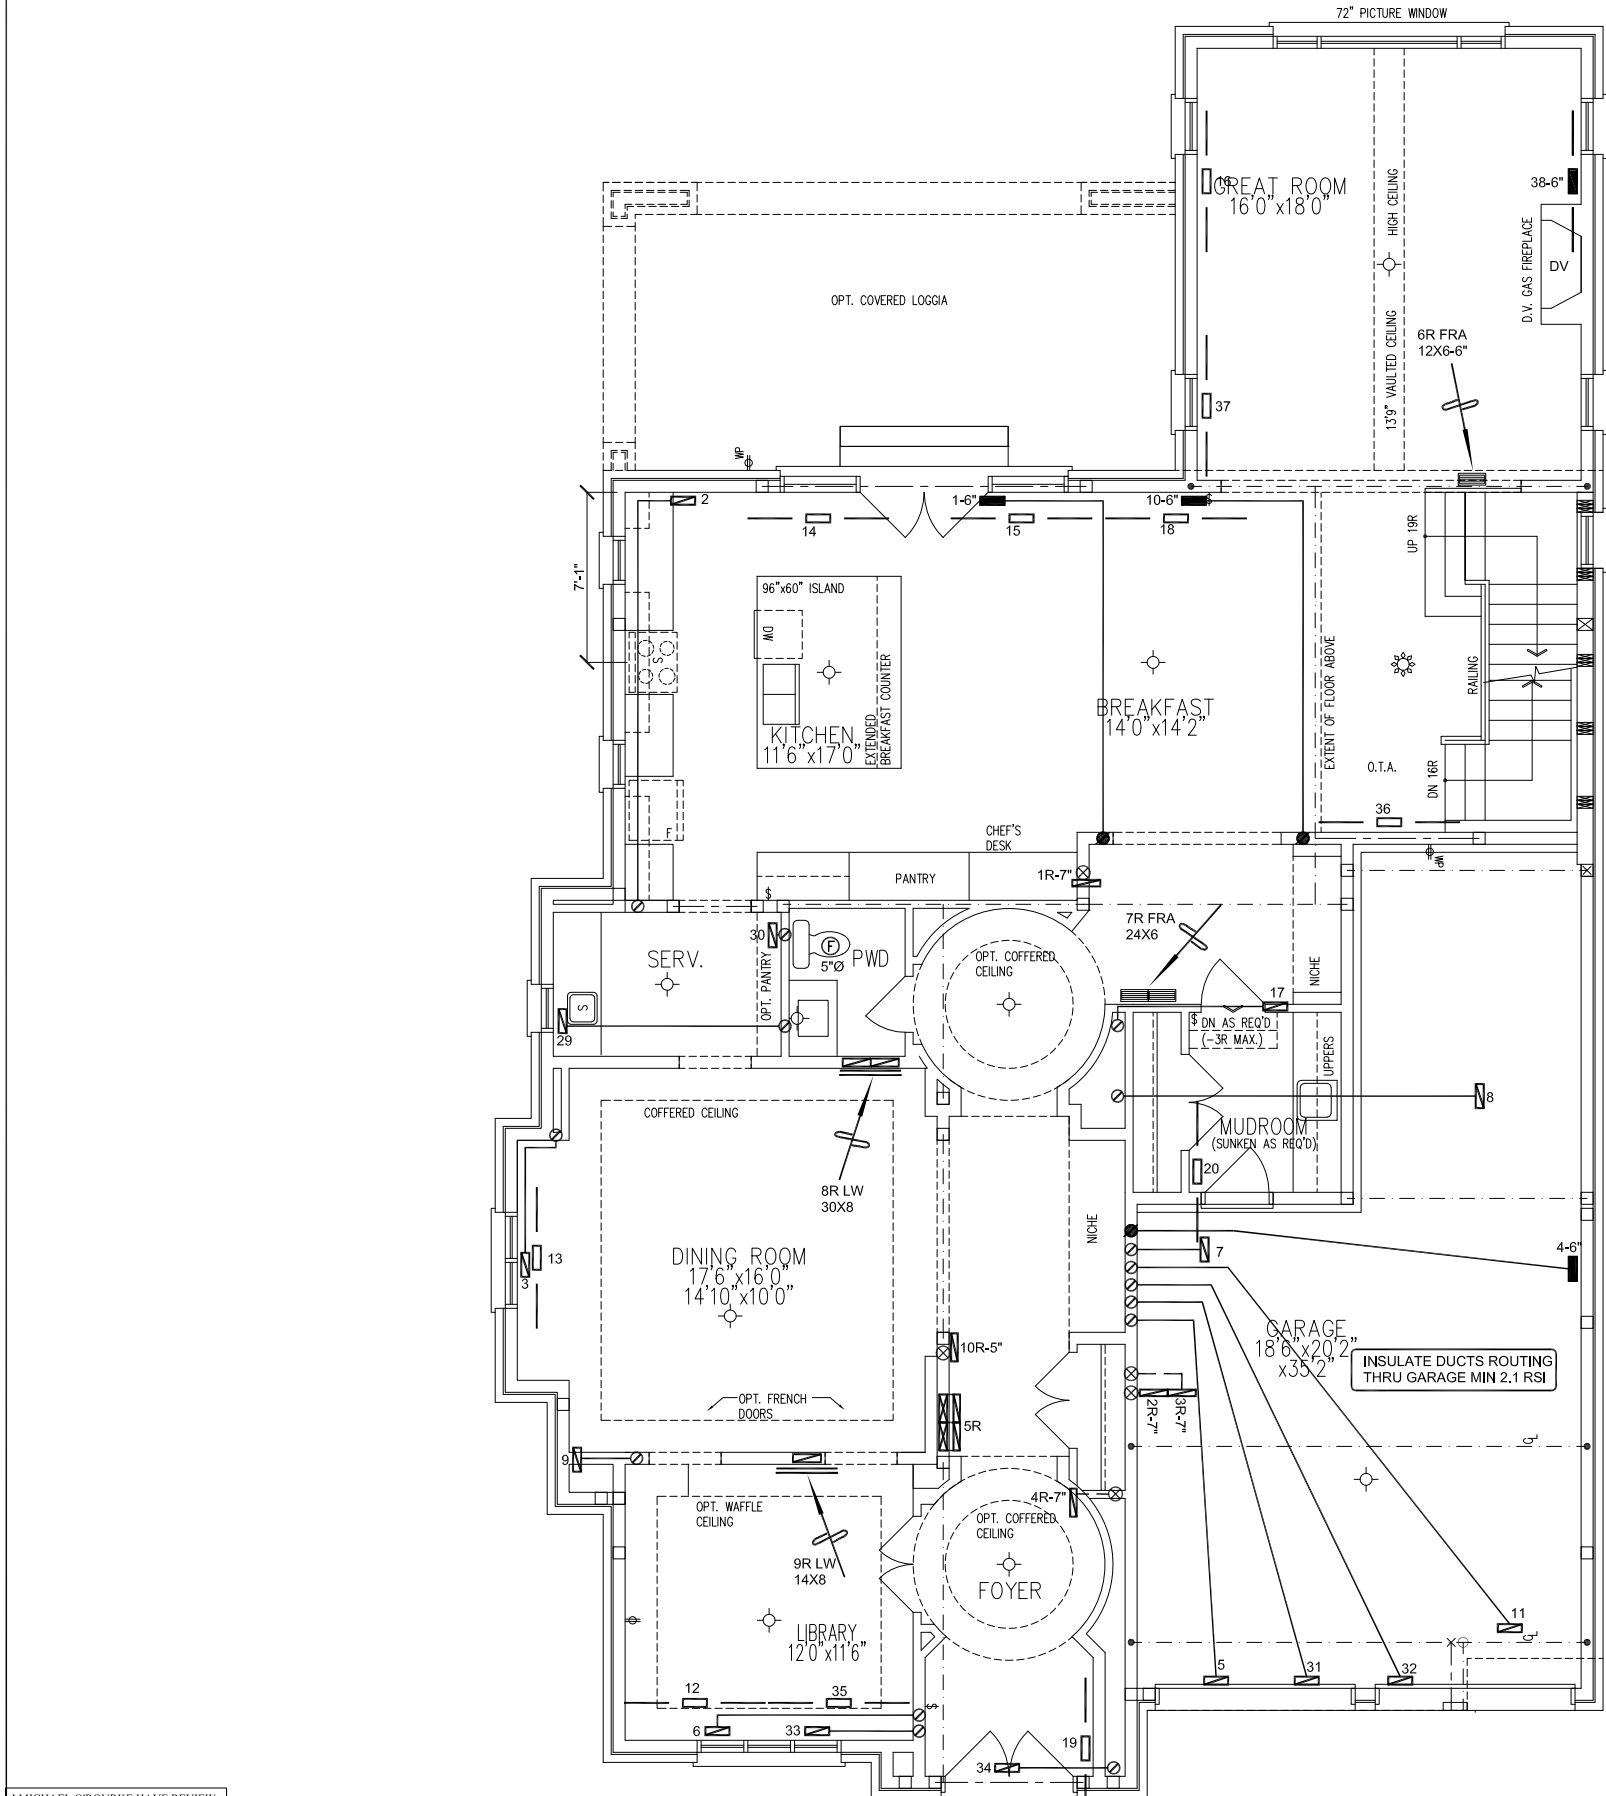 72" PICTURE WINDOW
16
GREAT ROOM
16'0"x18'0"
38-6"
HIGH CEILING
13'9" VAULTED CEILING
D.V. GAS FIREPLACE
DV
OPT. COVERED LOGGIA
6R FRA
12X6-6"
37
WP
2
1-6"
10-6"
$
14
15
18
7'-1"
UP 19R
96"x60" ISLAND
DW
S
EXTENDED
BREAKFAST COUNTER
KITCHEN
11'6"x17'0"
BREAKFAST
14'0"x14'2"
EXTENT OF FLOOR ABOVE
RAILING
O.T.A.
DN 16R
36
F
CHEF'S
DESK
PANTRY
1R-7"
WP
$
7R FRA
24X6
30
SERV.
OPT. PANTRY
F
5"Ø
PWD
OPT. COFFERED
CEILING
NICHE
17
S
29
$
DN AS REQ'D
(-3R MAX.)
UPPERS
8
COFFERED CEILING
MUDROOM
(SUNKEN AS REQ'D)
20
8R LW
30X8
NICHE
DINING ROOM
17'6"x16'0"
14'10"x10'0"
13
3
7
4-6"
GARAGE
18'6"x20'2"
x35'2"
INSULATE DUCTS ROUTING
THRU GARAGE MIN 2.1 RSI
10R-5"
OPT. FRENCH
DOORS
5R
2R-7"
3R-7"
9
OPT. WAFFLE
CEILING
4R-7"
OPT. COFFERED
CEILING
9R LW
14X8
FOYER
LIBRARY
12'0"x11'6"
11
5
31
32
12
35
$
6
33
19
34
I MICHAEL O'ROURKE HAVE REVIEW